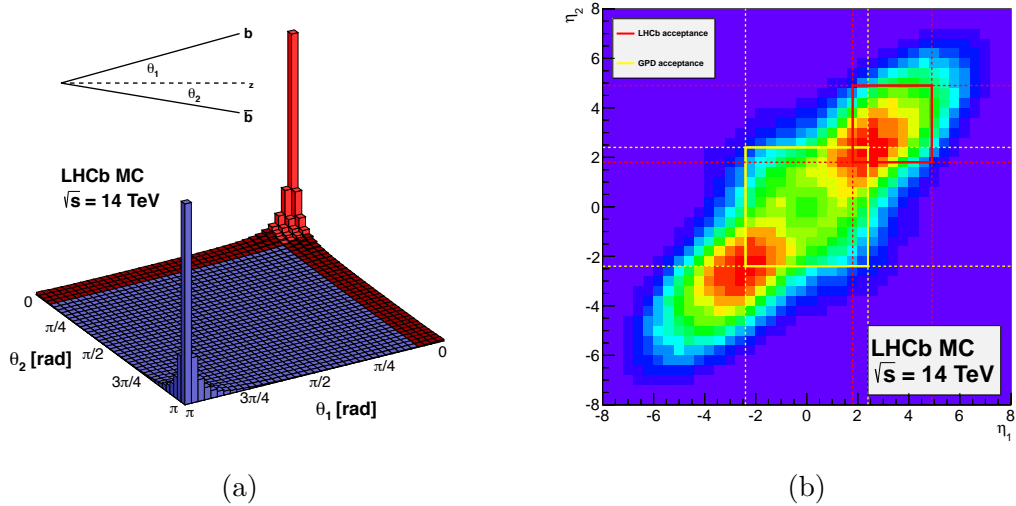 b
θ1
z
θ2
b̅
LHCb MC
√s = 14 TeV
0
π/4
π/2
3π/4
π
θ2 [rad]
π
3π/4
π/2
π/4
0
θ1 [rad]
(a)
η2
8
6
4
2
0
-2
-4
-6
-8
LHCb acceptance
GPD acceptance
LHCb MC
√s = 14 TeV
-8
-6
-4
-2
0
2
4
6
8
η1
(b)